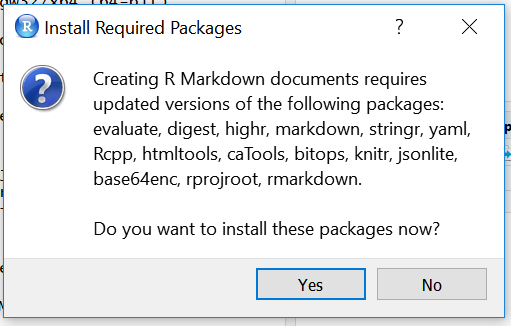 R Install Required Packages
Creating R Markdown documents requires
updated versions of the following packages:
evaluate, digest, highr, markdown, stringr, yaml,
Rcpp, htmltools, caTools, bitops, knitr, jsonlite,
base64enc, rprojroot, rmarkdown.
Do you want to install these packages now?
Yes
No